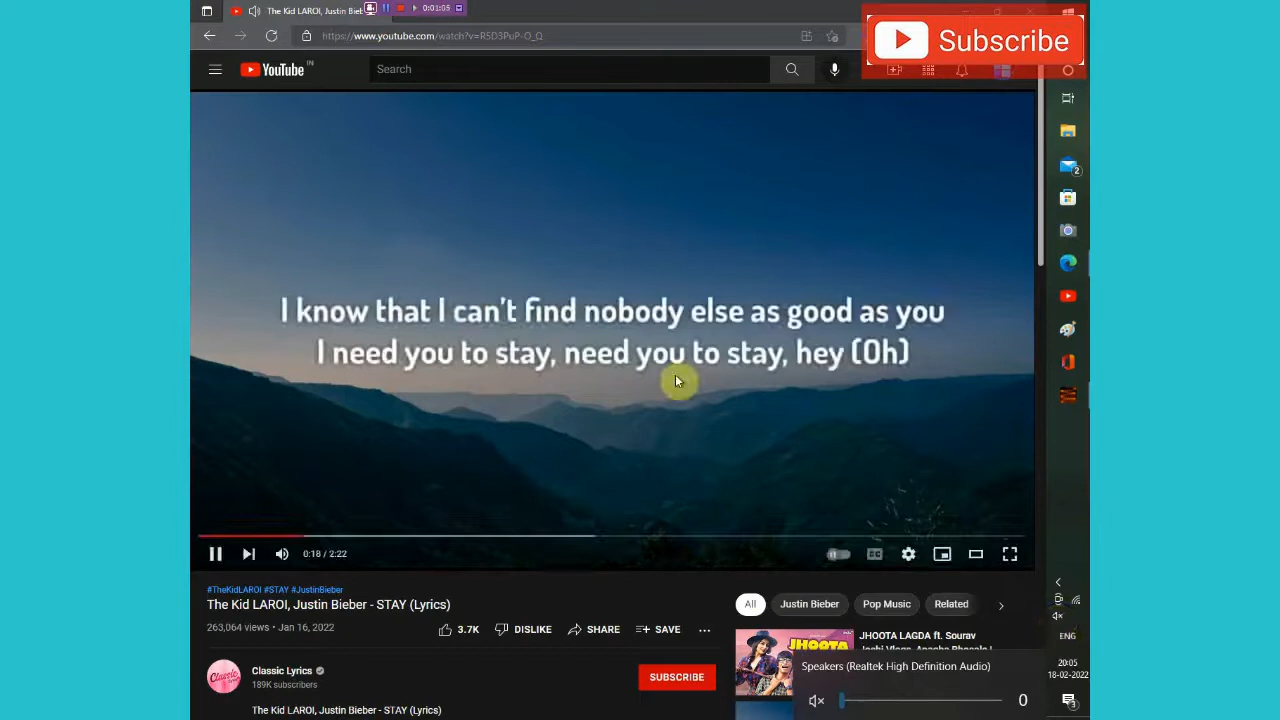 The Kid LAROI, Justin Bieb
0:01:05
https://www.youtube.com/watch?v=R5D3PuP-O_Q
Subscribe
YouTube
IN
Search
I know that I can't find nobody else as good as you
I need you to stay, need you to stay, hey (Oh)
2
0:18 / 2:22
CC
#TheKidLAROI #STAY #JustinBieber
The Kid LAROI, Justin Bieber - STAY (Lyrics)
263,064 views • Jan 16, 2022
3.7K
DISLIKE
SHARE
SAVE
All
Justin Bieber
Pop Music
Related
JHOOTA LAGDA ft. Sourav
JHOOTA
Classic Lyrics
189K subscribers
SUBSCRIBE
The Kid LAROI, Justin Bieber - STAY (Lyrics)
Speakers (Realtek High Definition Audio)
0
ENG
20:05
18-02-2022
3